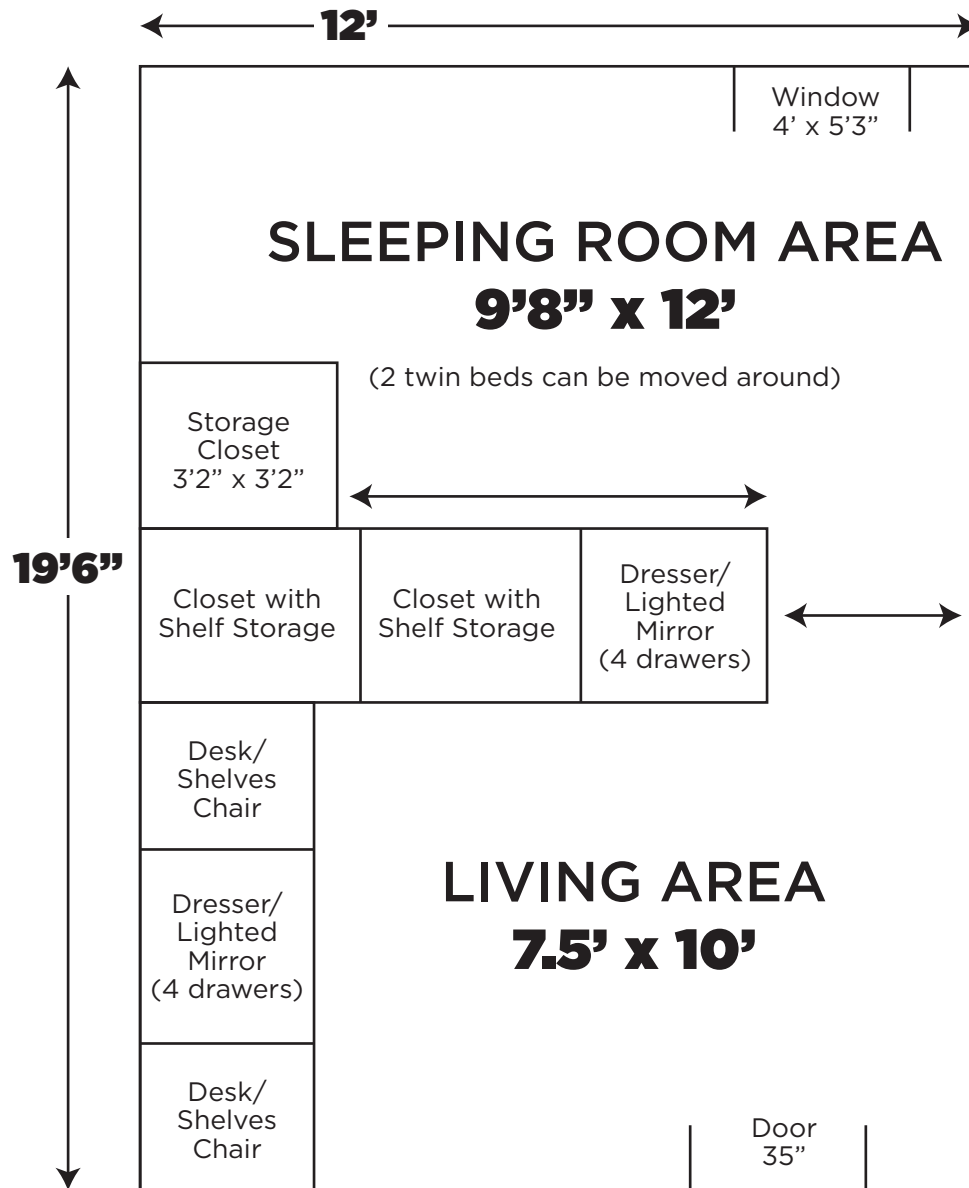 12’
Window
4’ x 5’3”
SLEEPING ROOM AREA
9’8” x 12’
(2 twin beds can be moved around)
Storage
Closet
3’2” x 3’2”
19’6”
Closet with
Shelf Storage
Closet with
Shelf Storage
Dresser/
Lighted
Mirror
(4 drawers)
Desk/
Shelves
Chair
LIVING AREA
7.5’ x 10’
Dresser/
Lighted
Mirror
(4 drawers)
Desk/
Shelves
Chair
Door
35”